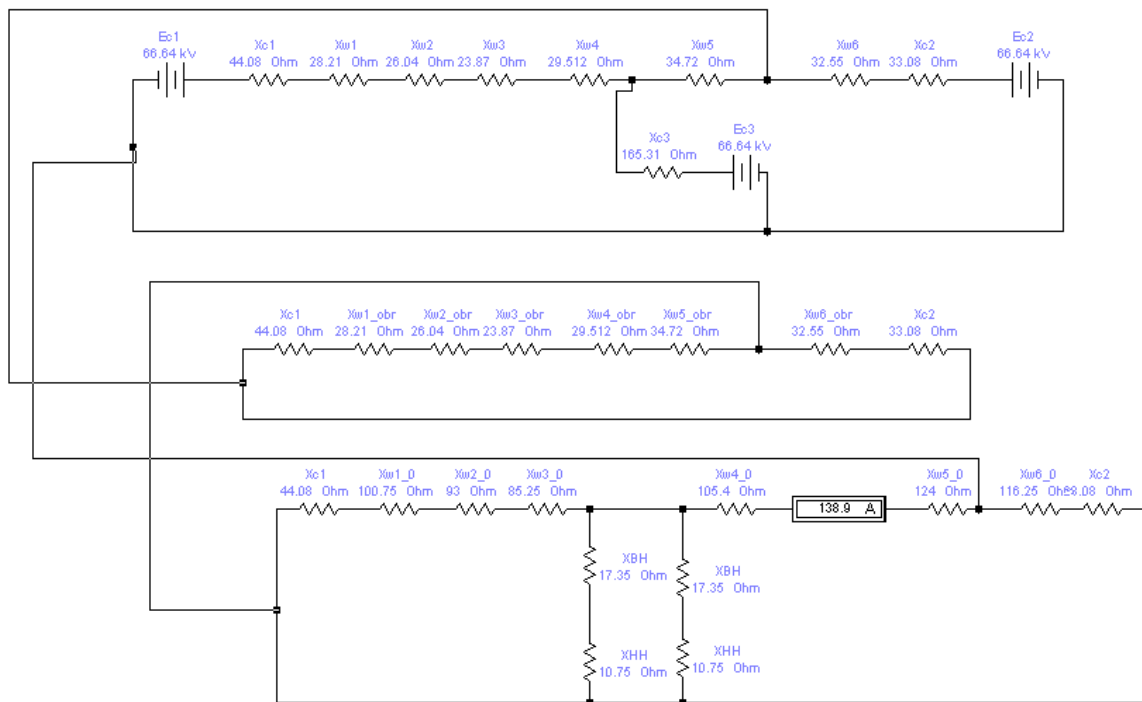 Ec1
66.64 kV
Xc1
44.08 Ohm
Xw1
28.21 Ohm
Xw2
26.04 Ohm
Xw3
23.87 Ohm
Xw4
29.512 Ohm
Xw5
34.72 Ohm
Xw6
32.55 Ohm
Xc2
33.08 Ohm
Ec2
66.64 kV
Xc3
165.31 Ohm
Ec3
66.64 kV
Xc1
44.08 Ohm
Xw1_obr
28.21 Ohm
Xw2_obr
26.04 Ohm
Xw3_obr
23.87 Ohm
Xw4_obr
29.512 Ohm
Xw5_obr
34.72 Ohm
Xw6_obr
32.55 Ohm
Xc2
33.08 Ohm
Xc1
44.08 Ohm
Xw1_0
100.75 Ohm
Xw2_0
93 Ohm
Xw3_0
85.25 Ohm
Xw4_0
105.4 Ohm
138.9 A
Xw5_0
124 Ohm
Xw6_0
116.25
Xc2
Ohm
XBH
17.35 Ohm
XBH
17.35 Ohm
XHH
10.75 Ohm
XHH
10.75 Ohm